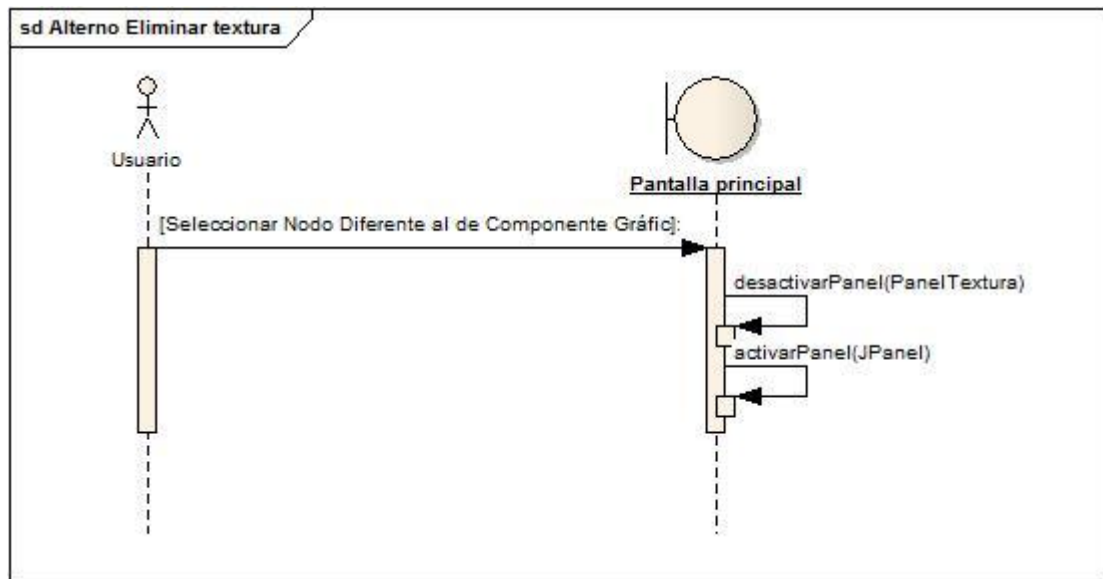 sd Alterno Eliminar textura
Usuario
Pantalla principal
[Seleccionar Nodo Diferente al de Componente Gráfic]:
desactivarPanel(PanelTextura)
activarPanel(JPanel)